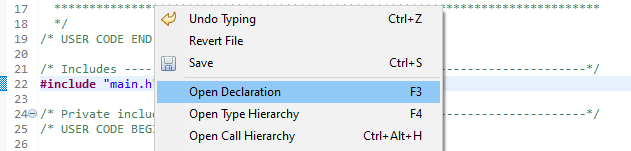 17 ***************************************************************************
18 */
19 /* USER CODE END
20
21 /* Includes ------------------------------------------------------------------*/
22 #include "main.h
23
24 /* Private inclu ------------------------*/
25 /* USER CODE BEG
26
Undo Typing Ctrl+Z
Revert File
Save Ctrl+S
Open Declaration F3
Open Type Hierarchy F4
Open Call Hierarchy Ctrl+Alt+H